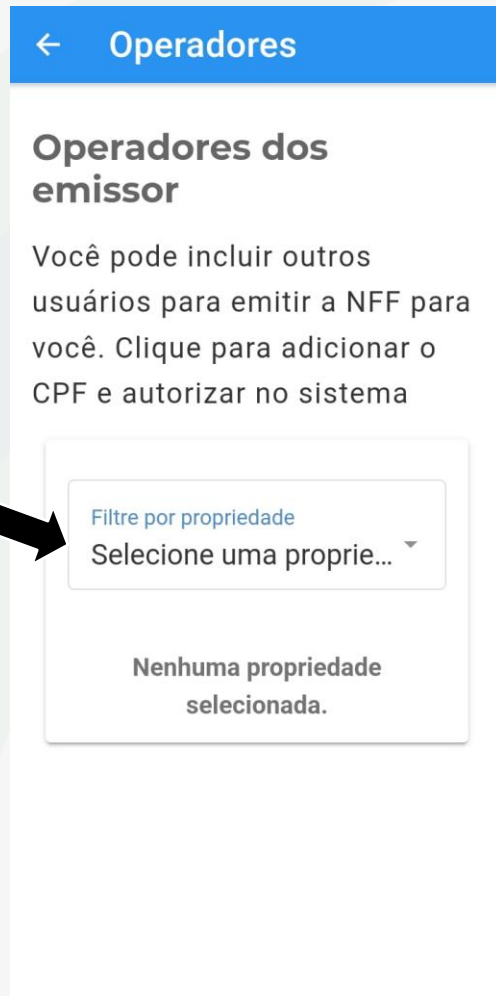 Operadores
Operadores dos
emissor
Você pode incluir outros
usuários para emitir a NFF para
você. Clique para adicionar o
CPF e autorizar no sistema
Filtre por propriedade
Selecione uma proprie...
Nenhuma propriedade
selecionada.